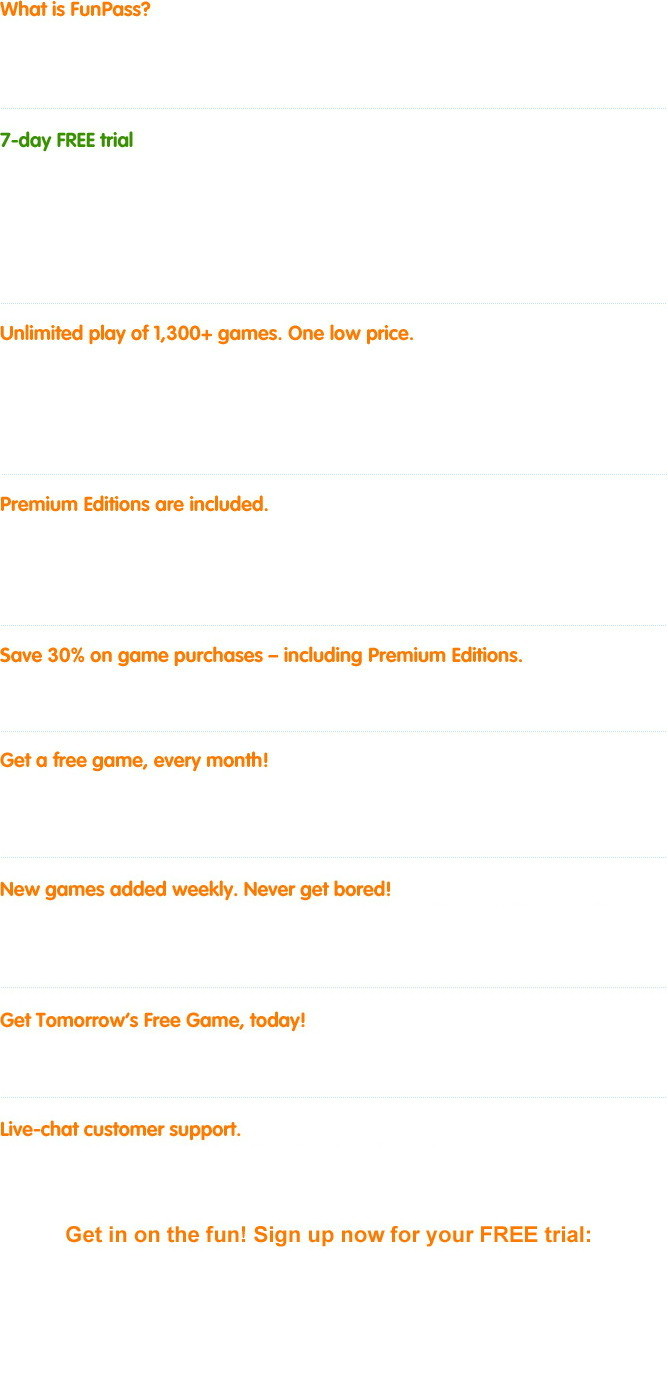 What is FunPass?
7-day FREE trial
Unlimited play of 1,300+ games. One low price.
Premium Editions are included.
Save 30% on game purchases – including Premium Editions.
Get a free game, every month!
New games added weekly. Never get bored!
Get Tomorrow's Free Game, today!
Live-chat customer support.
Get in on the fun! Sign up now for your FREE trial: